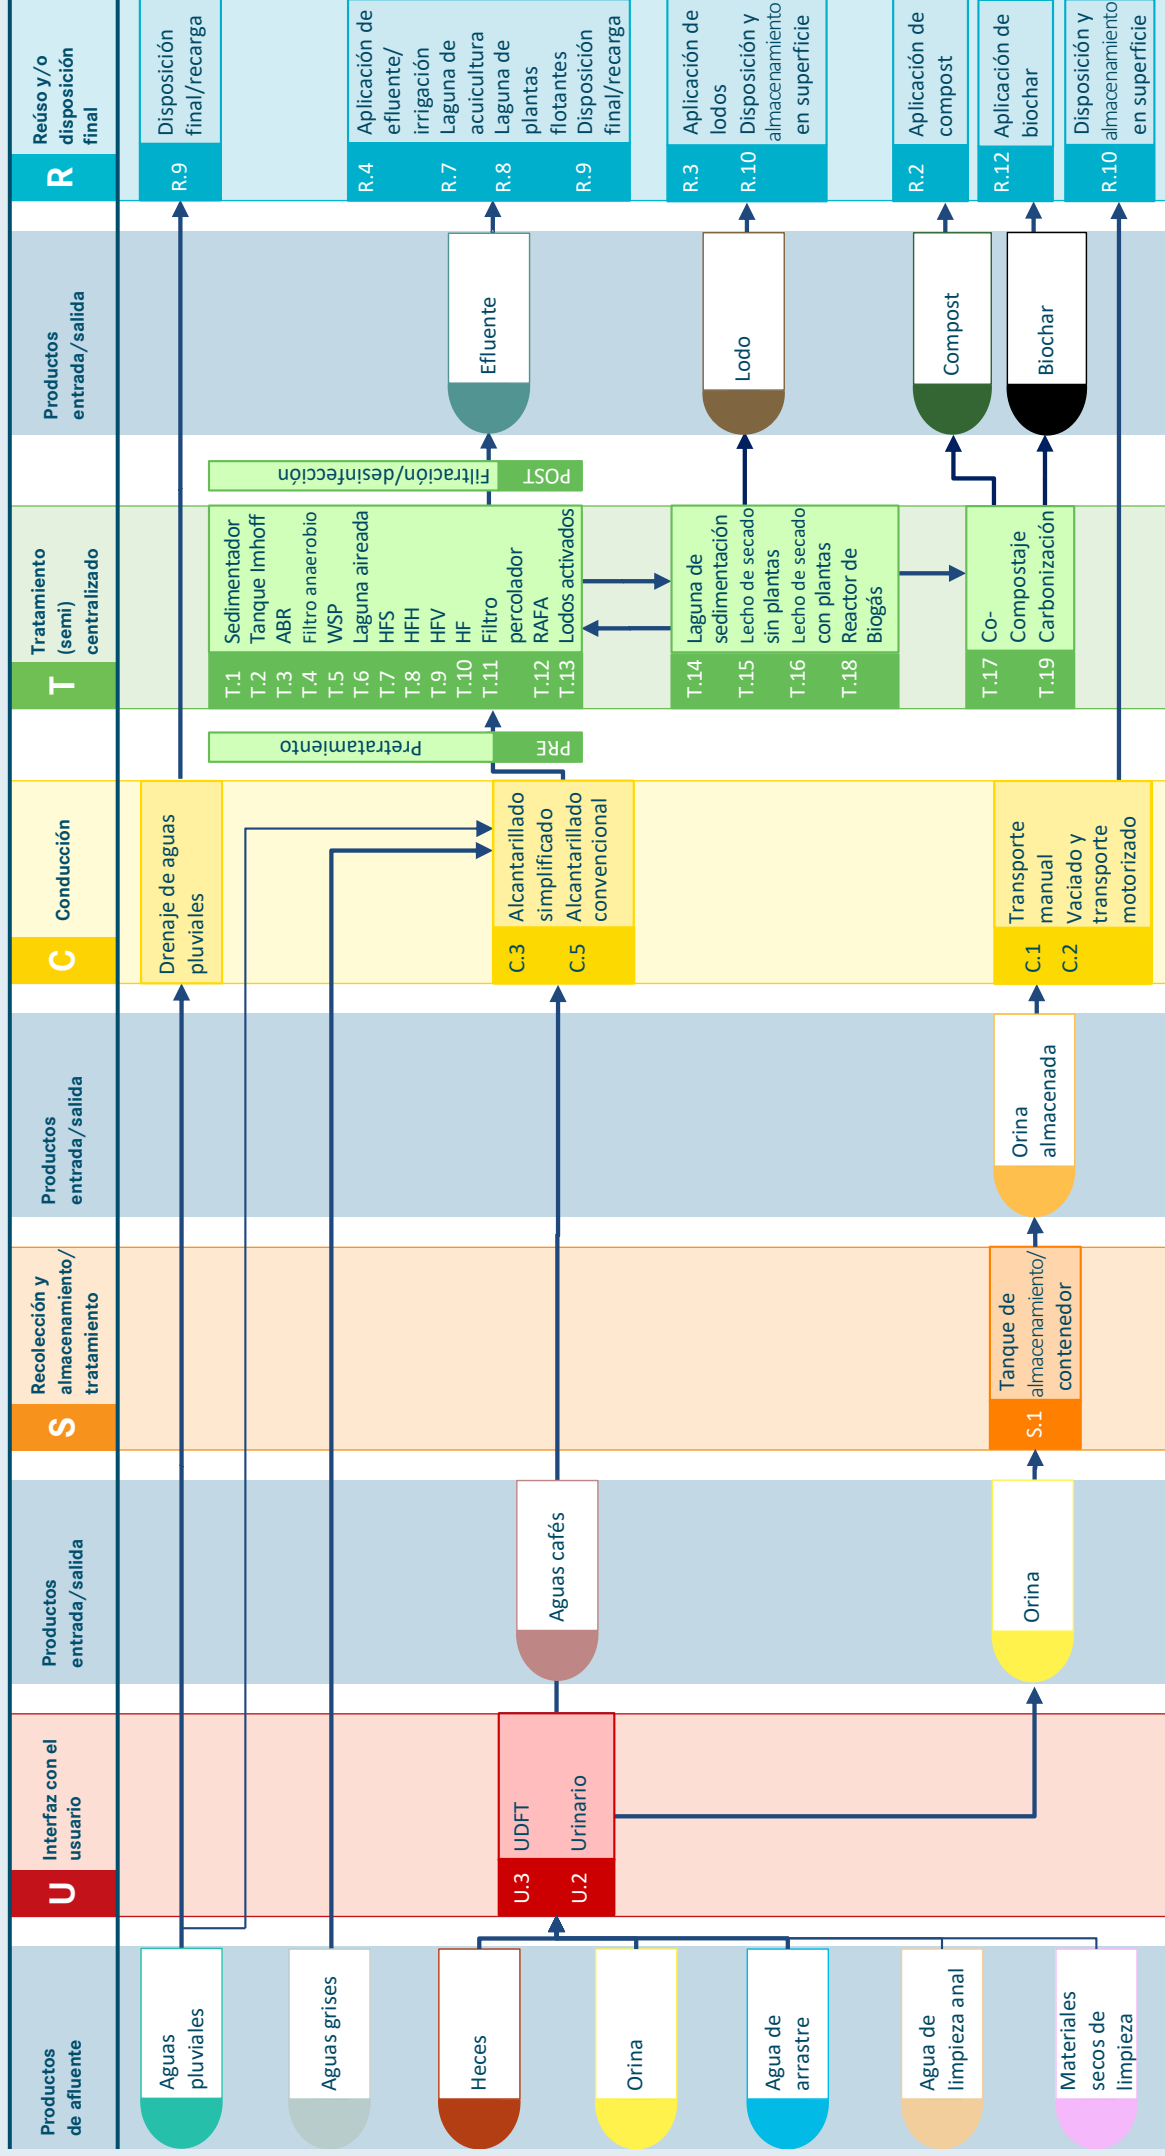 Productos
de afluente
U
Interfaz con el
usuario
Productos
entrada/salida
S
Recolección y
almacenamiento/
tratamiento
Productos
entrada/salida
C
Conducción
T
Tratamiento
(semi)
centralizado
Productos
entrada/salida
R
Reúso y/o
disposición
final
Aguas
pluviales
Aguas grises
Heces
Orina
Agua de
arrastre
Agua de
limpieza anal
Materiales
secos de
limpieza
U.3 UDFT
U.2 Urinario
Aguas cafés
Orina
S.1
Tanque de
almacenamiento/
contenedor
Orina
almacenada
Drenaje de aguas
pluviales
C.3 Alcantarillado
simplificado
C.5 Alcantarillado
convencional
C.1 Transporte
manual
C.2 Vaciado y
transporte
motorizado
PRE Pretratamiento
T.1 Sedimentador
T.2 Tanque Imhoff
T.3 ABR
T.4 Filtro anaerobio
T.5 WSP
T.6 Laguna aireada
T.7 HFS
T.8 HFH
T.9 HFV
T.10 HF
T.11 Filtro
percolador
T.12 RAFA
T.13 Lodos activados
T.14 Laguna de
sedimentación
T.15 Lecho de secado
sin plantas
T.16 Lecho de secado
con plantas
T.18 Reactor de
Biogás
T.17 Co-
Compostaje
T.19 Carbonización
POST Filtración/desinfección
Efluente
Lodo
Compost
Biochar
R.9 Disposición
final/recarga
R.4 Aplicación de
efluente/
irrigación
R.7 Laguna de
acuicultura
R.8 Laguna de
plantas
flotantes
R.9 Disposición
final/recarga
R.3 Aplicación de
lodos
R.10 Disposición y
almacenamiento
en superficie
R.2 Aplicación de
compost
R.12 Aplicación de
biochar
R.10 Disposición y
almacenamiento
en superficie